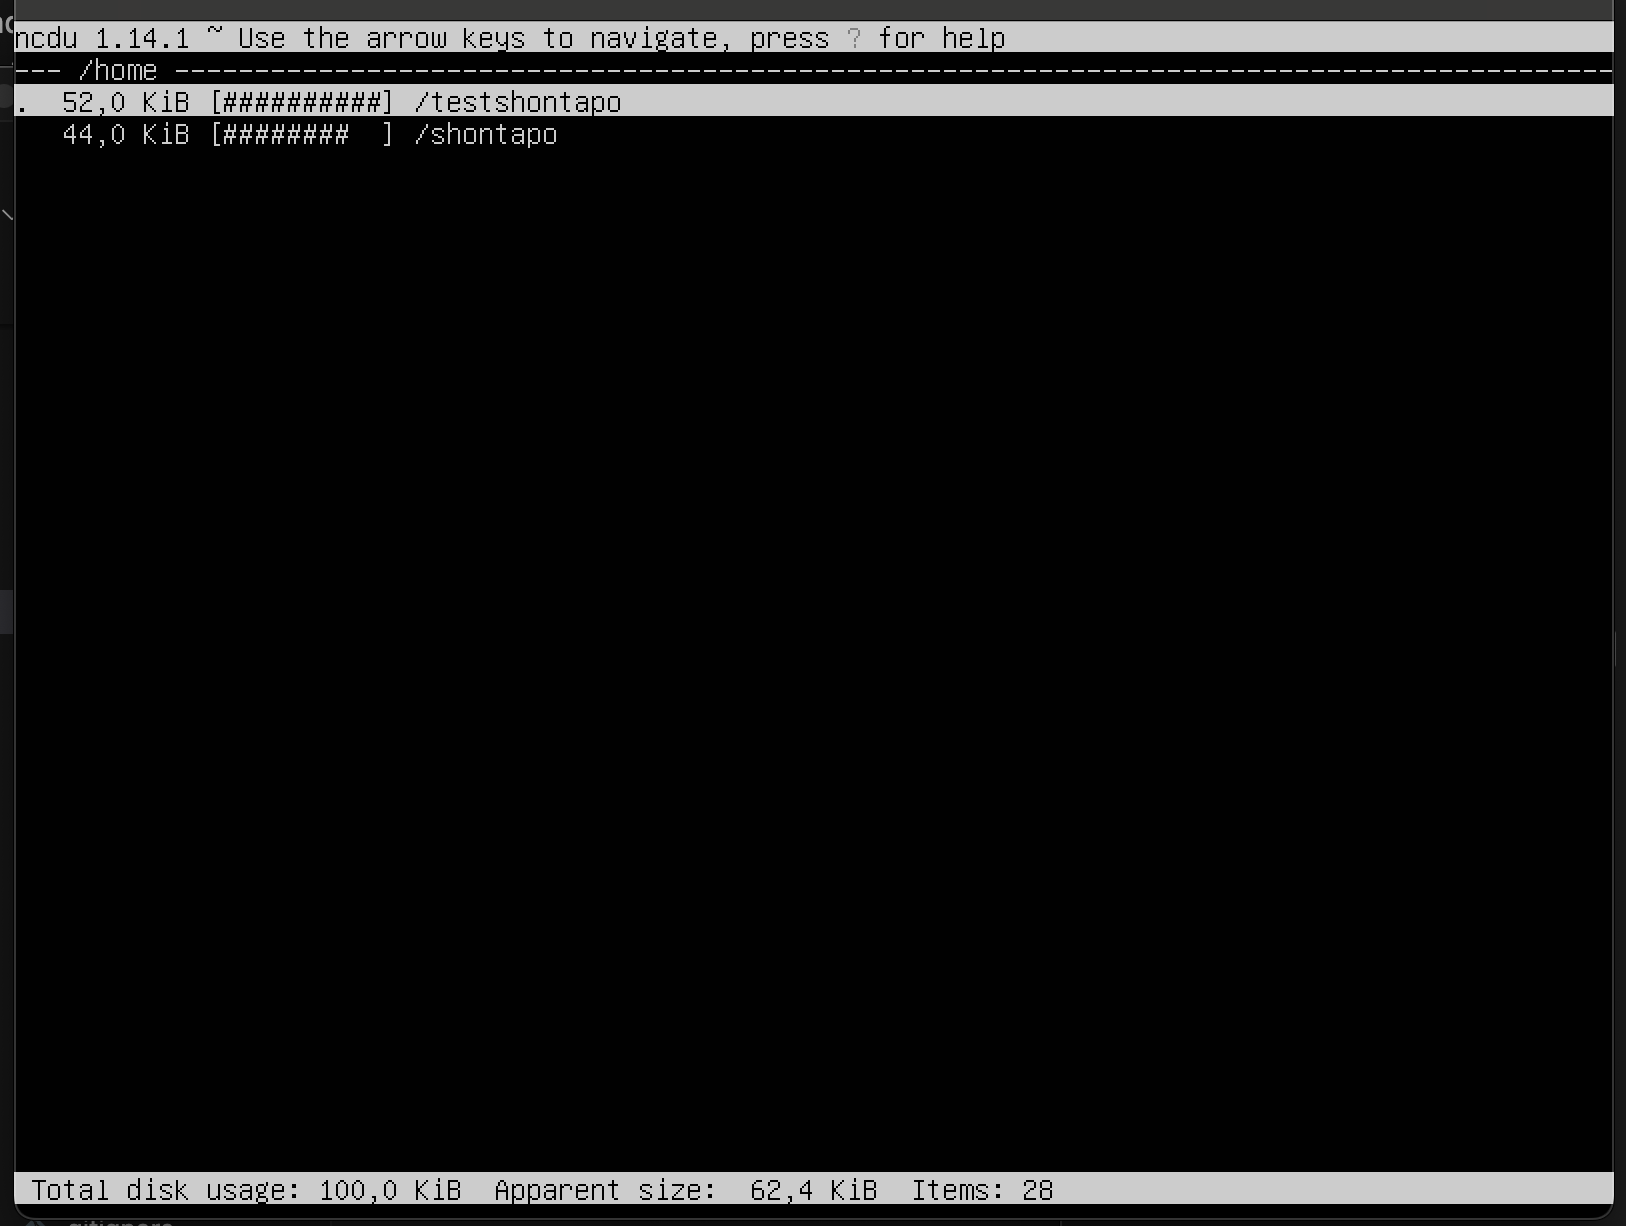 ncdu 1.14.1 ~ Use the arrow keys to navigate, press ? for help
--- /home ------------------------------------------------------------------------------------------
.  52,0 KiB [##########] /testshontapo
   44,0 KiB [########  ] /shontapo
Total disk usage: 100,0 KiB  Apparent size:  62,4 KiB  Items: 28